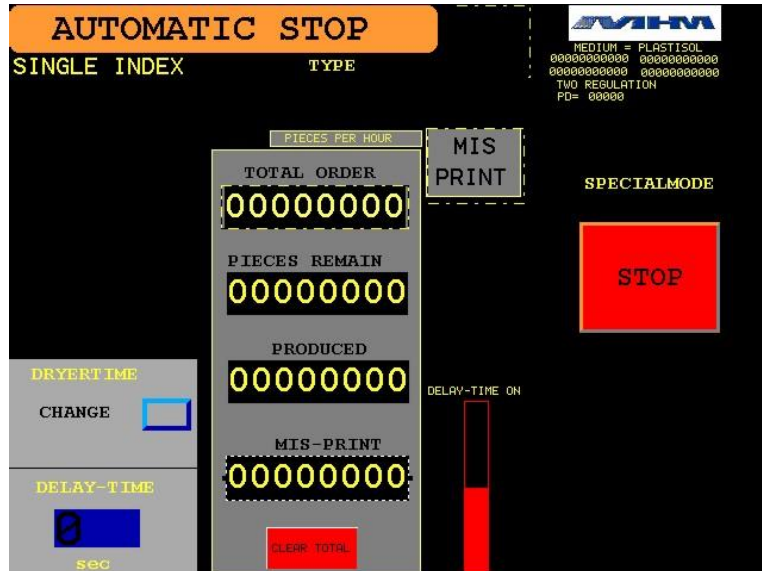 AUTOMATIC STOP
MHM
SINGLE INDEX
TYPE
MEDIUM = PLASTISOL
00000000000 00000000000
00000000000 00000000000
TWO REGULATION
PD= 00000
PIECES PER HOUR
MIS
PRINT
TOTAL ORDER
00000000
SPECIALMODE
PIECES REMAIN
00000000
STOP
PRODUCED
00000000
DRYERTIME
CHANGE
DELAY-TIME ON
MIS-PRINT
00000000
DELAY-TIME
0
sec
CLEAR TOTAL